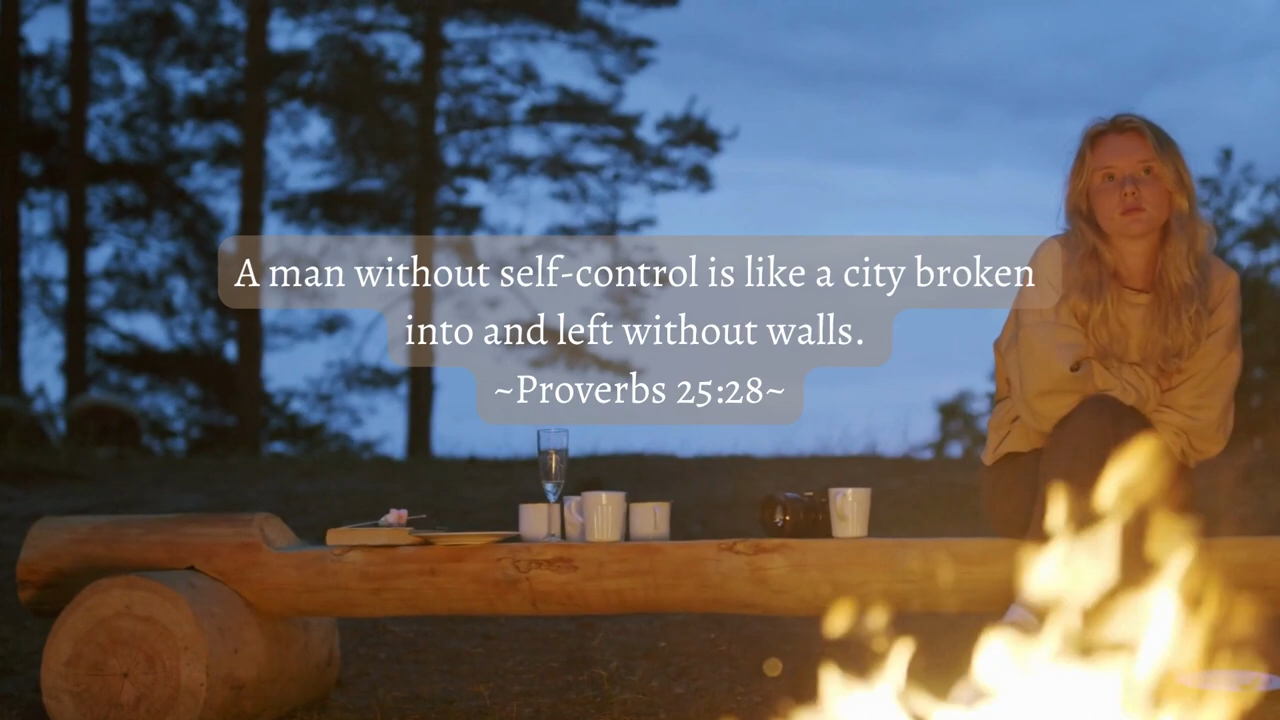 A man without self-control is like a city broken
into and left without walls.
~Proverbs 25:28~